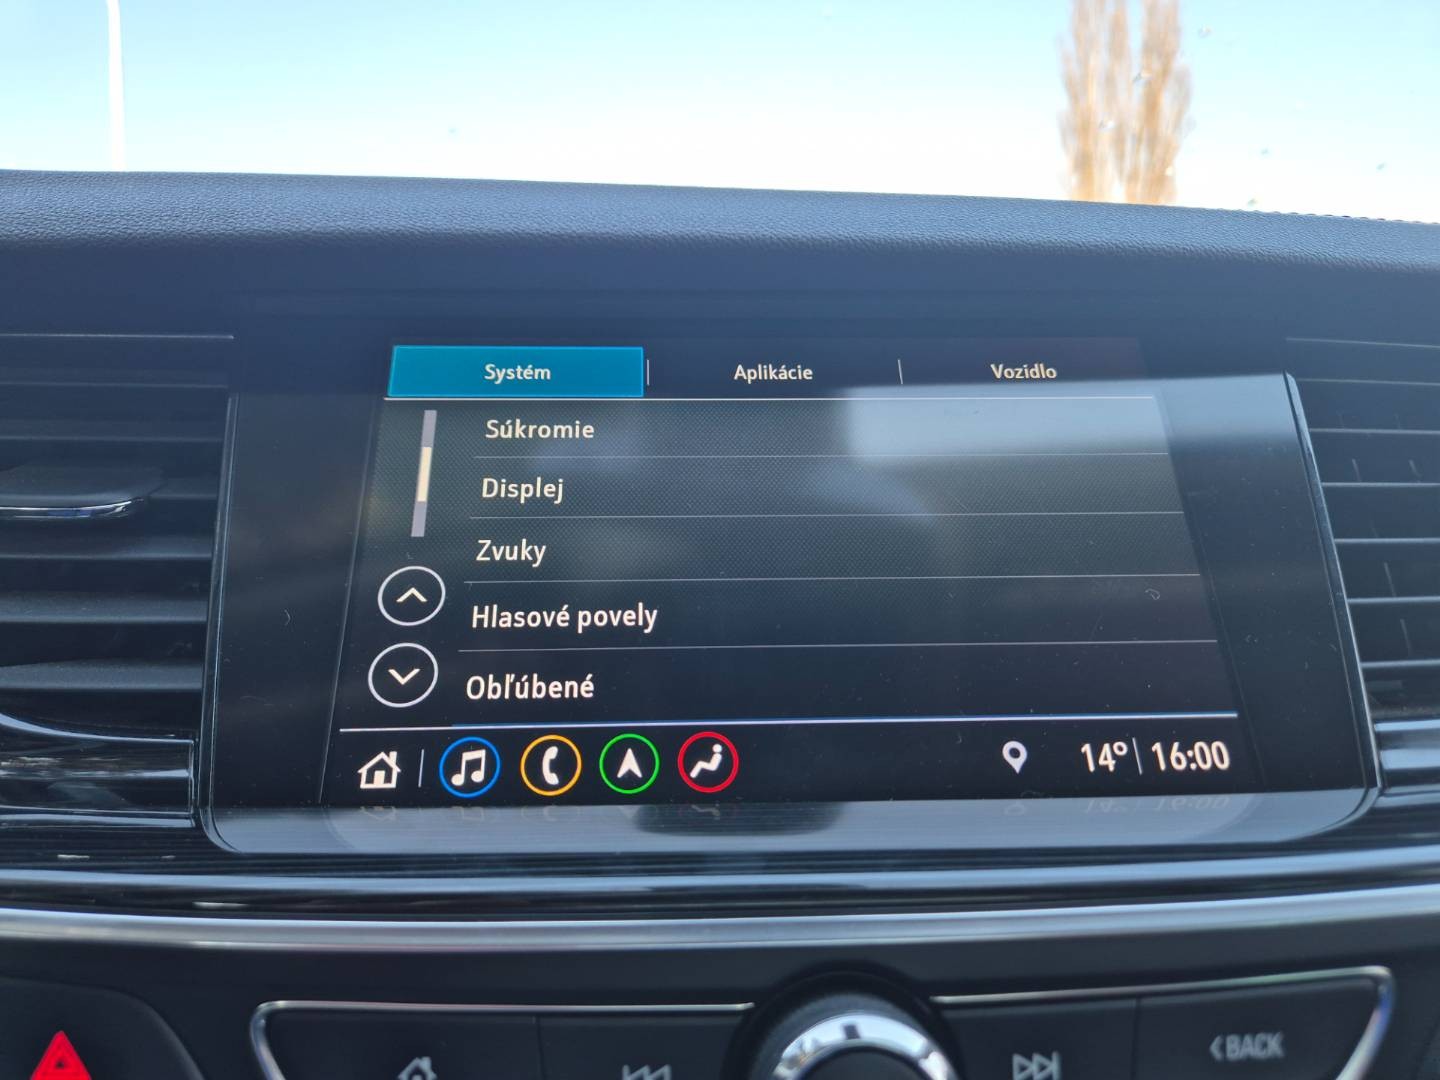 Systém Aplikácie Vozidlo
Súkromie
Displej
Zvuky
Hlasové povely
Obľúbené
14° 16:00
BACK